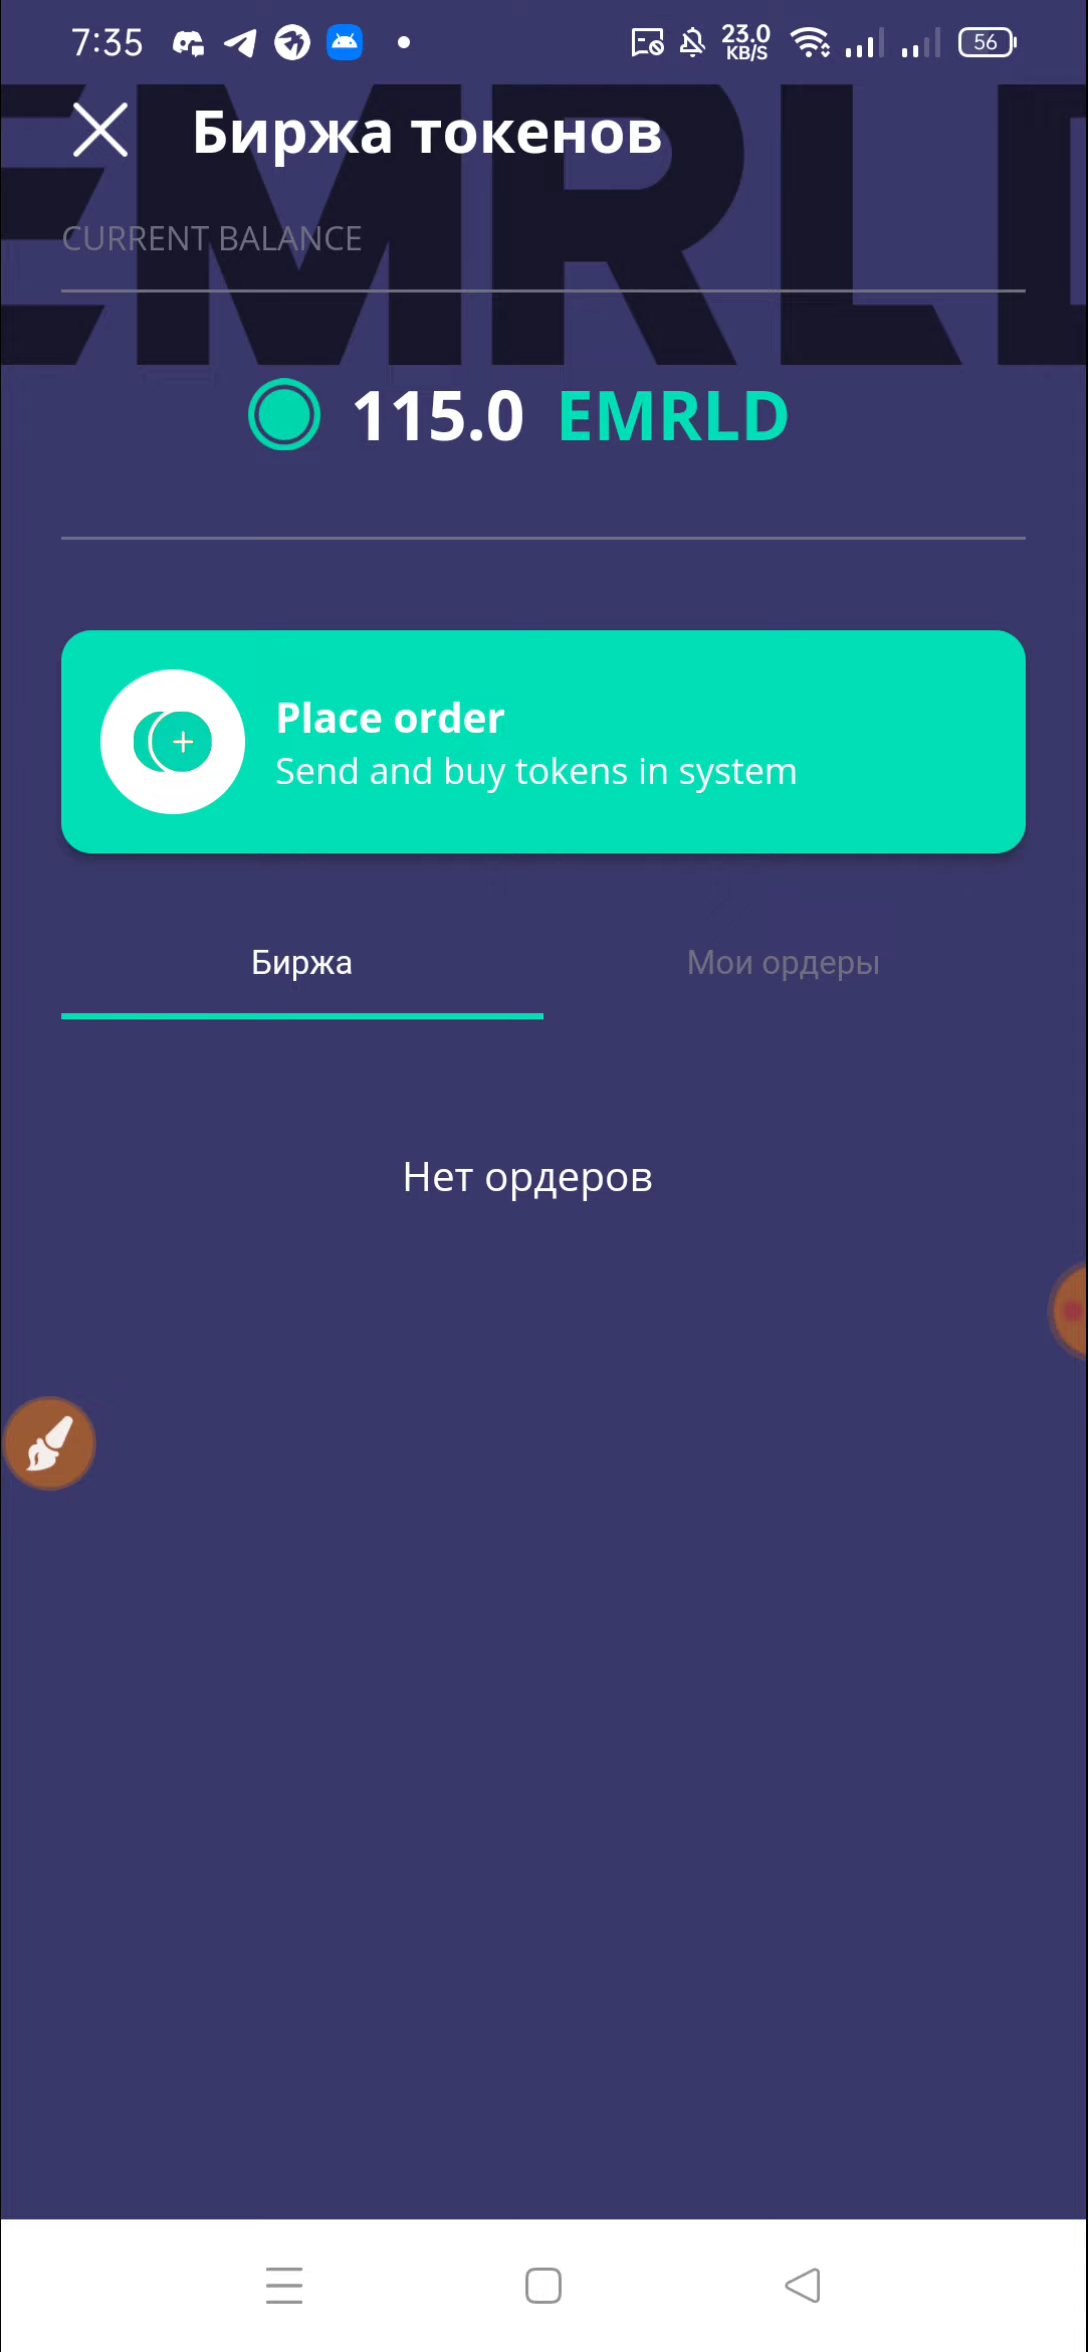 7:35
23.0
KB/S
56
EMRLD
Биржа токенов
CURRENT BALANCE
115.0 EMRLD
Place order
Send and buy tokens in system
Биржа
Мои ордеры
Нет ордеров